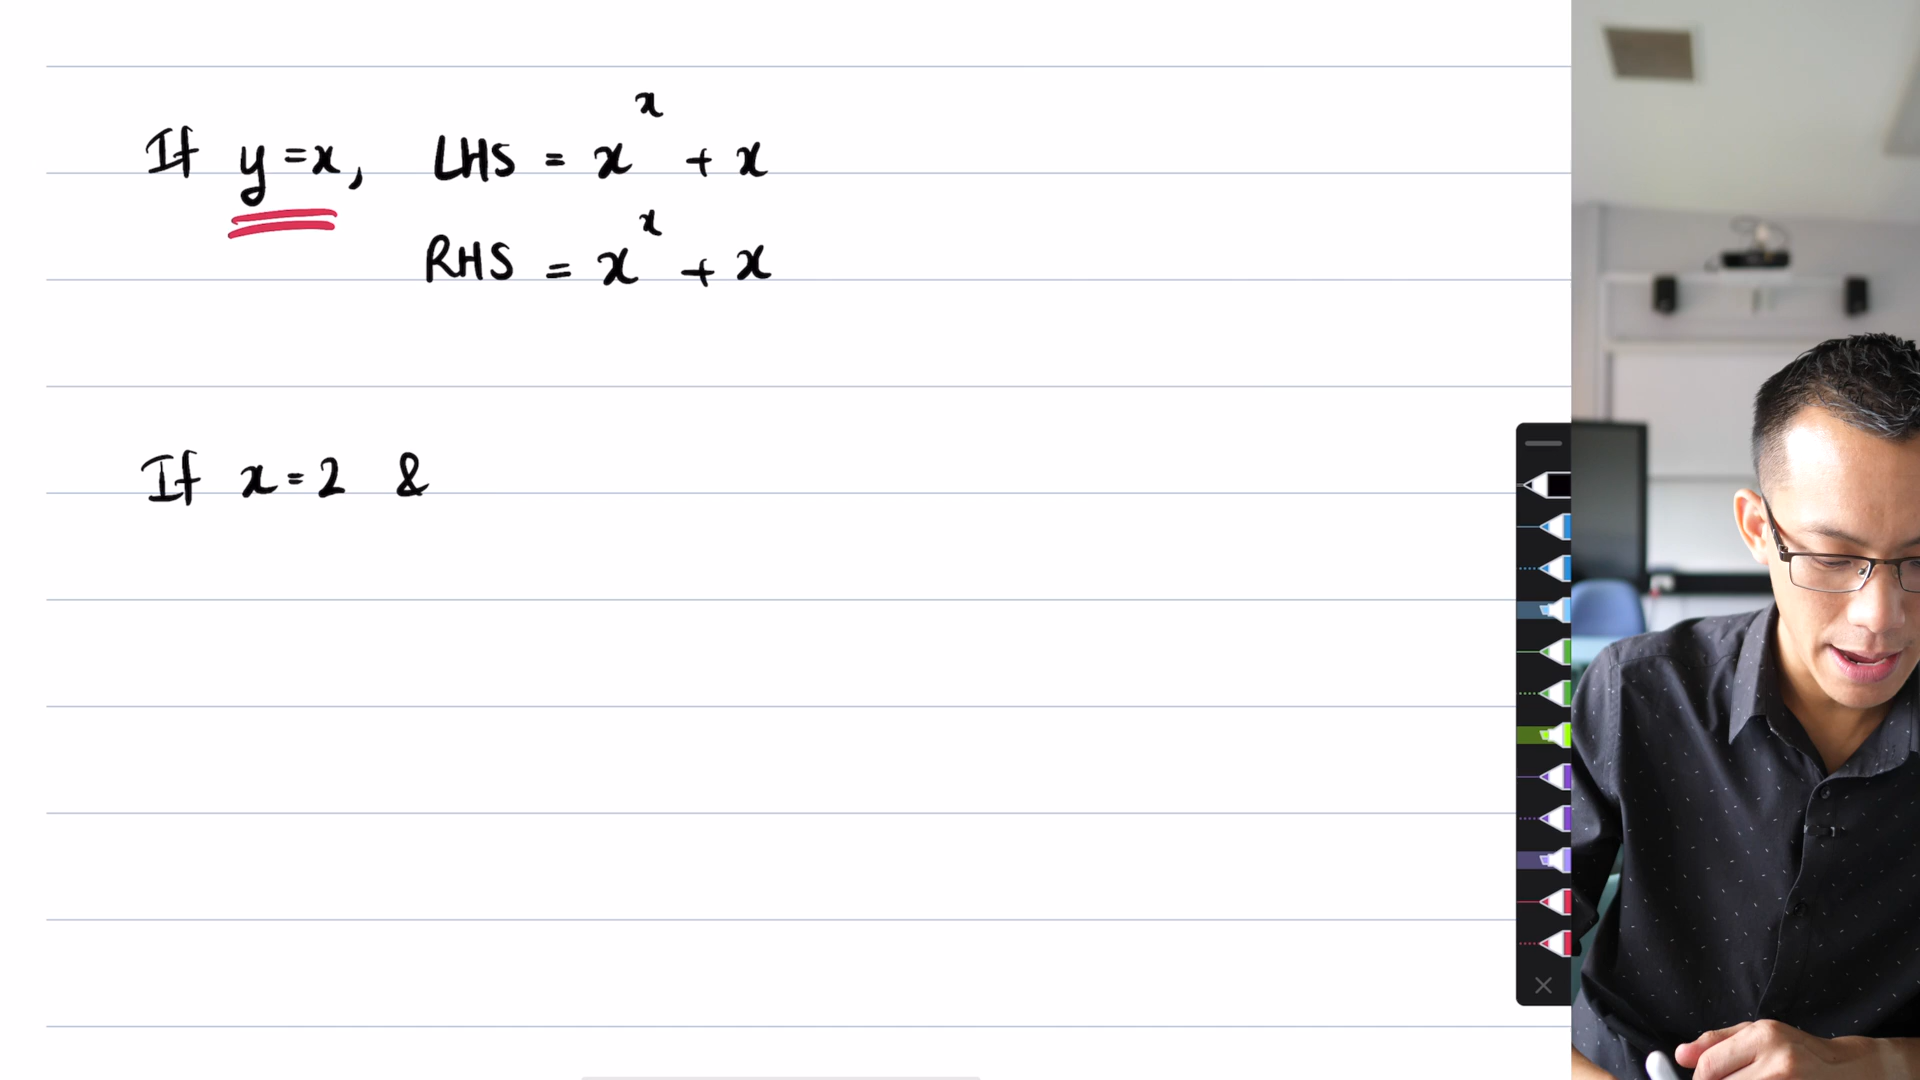 If y=x, LHS = x^x + x
RHS = x^x + x
If x=2 &